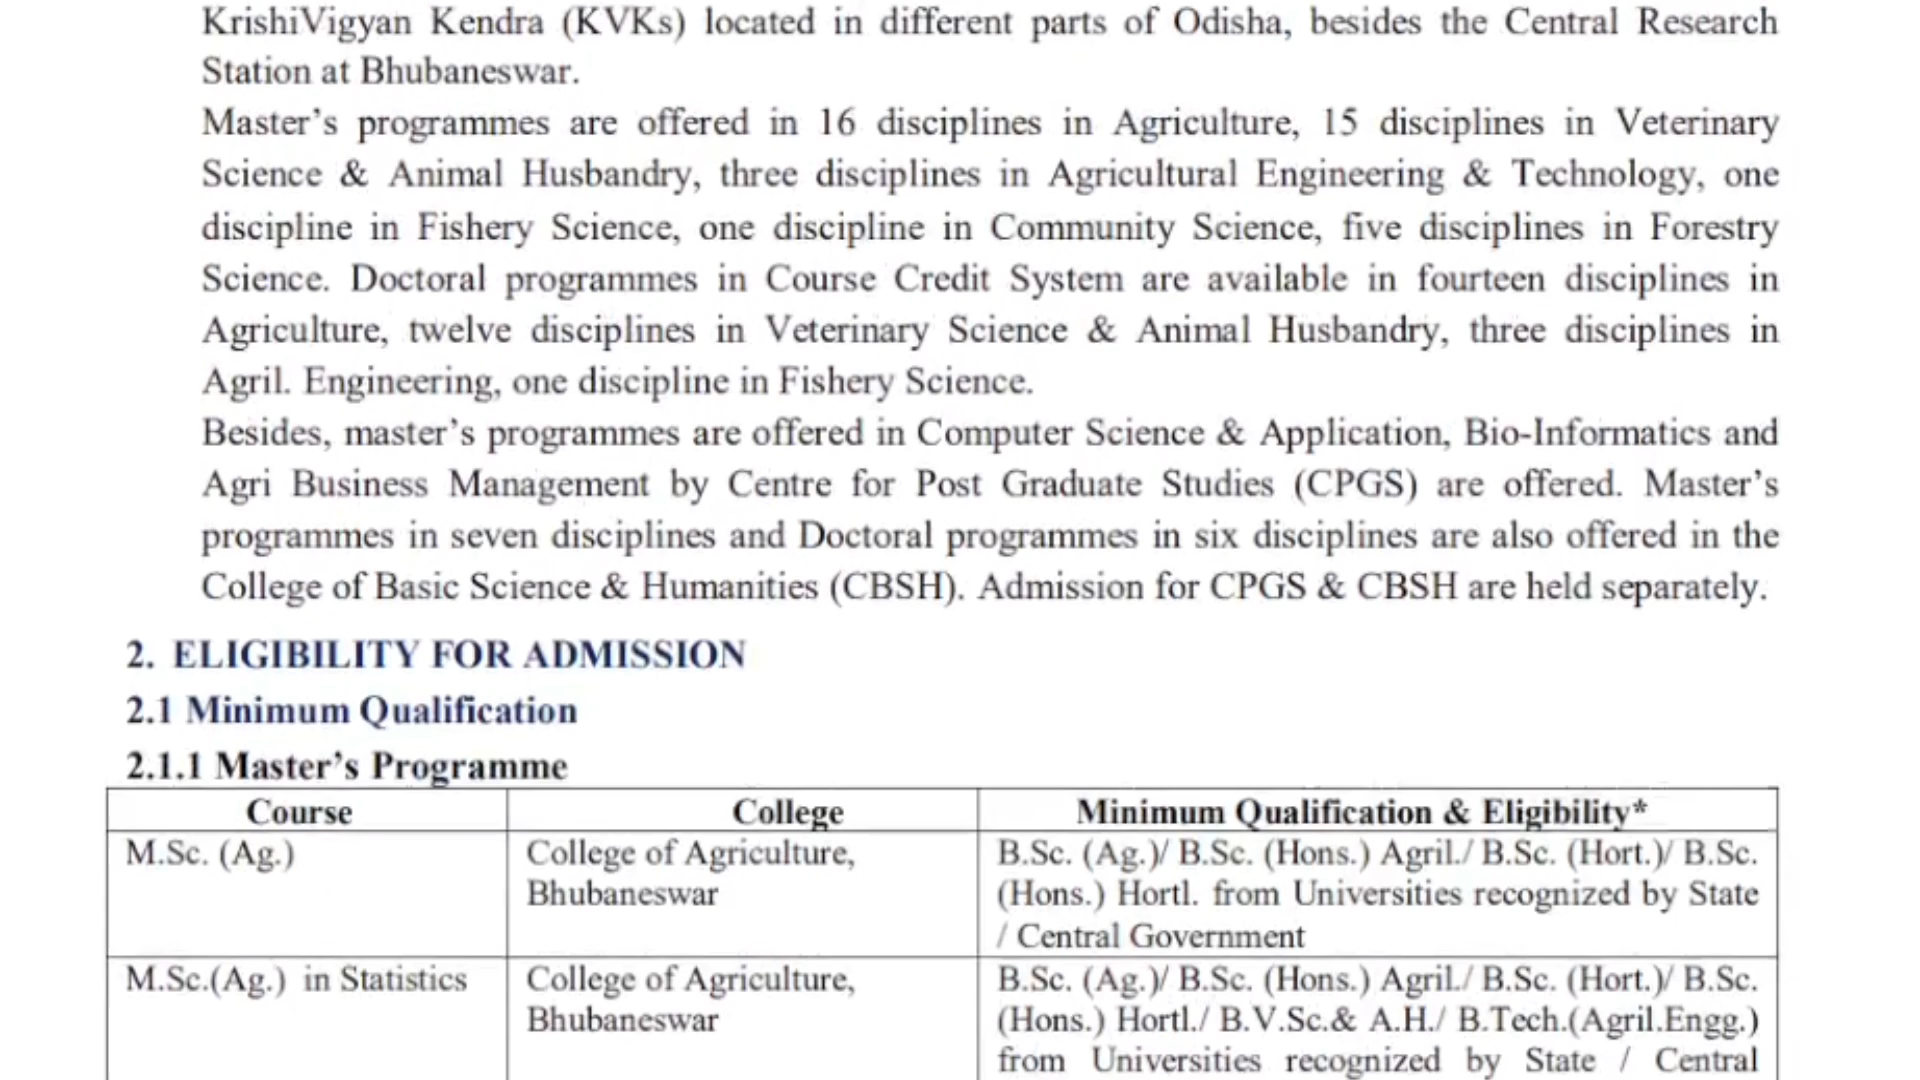 KrishiVigyan Kendra (KVKs) located in different parts of Odisha, besides the Central Research
Station at Bhubaneswar.
Master's programmes are offered in 16 disciplines in Agriculture, 15 disciplines in Veterinary
Science & Animal Husbandry, three disciplines in Agricultural Engineering & Technology, one
discipline in Fishery Science, one discipline in Community Science, five disciplines in Forestry
Science. Doctoral programmes in Course Credit System are available in fourteen disciplines in
Agriculture, twelve disciplines in Veterinary Science & Animal Husbandry, three disciplines in
Agril. Engineering, one discipline in Fishery Science.
Besides, master's programmes are offered in Computer Science & Application, Bio-Informatics and
Agri Business Management by Centre for Post Graduate Studies (CPGS) are offered. Master's
programmes in seven disciplines and Doctoral programmes in six disciplines are also offered in the
College of Basic Science & Humanities (CBSH). Admission for CPGS & CBSH are held separately.
2. ELIGIBILITY FOR ADMISSION
2.1 Minimum Qualification
2.1.1 Master's Programme
Course College Minimum Qualification & Eligibility*
M.Sc. (Ag.)
College of Agriculture,
Bhubaneswar
B.Sc. (Ag.)/ B.Sc. (Hons.) Agril./ B.Sc. (Hort.)/ B.Sc.
(Hons.) Hortl. from Universities recognized by State
/ Central Government
M.Sc.(Ag.) in Statistics
College of Agriculture,
Bhubaneswar
B.Sc. (Ag.)/ B.Sc. (Hons.) Agril./ B.Sc. (Hort.)/ B.Sc.
(Hons.) Hortl./ B.V.Sc.& A.H./ B.Tech.(Agril.Engg.)
from Universities recognized by State / Central